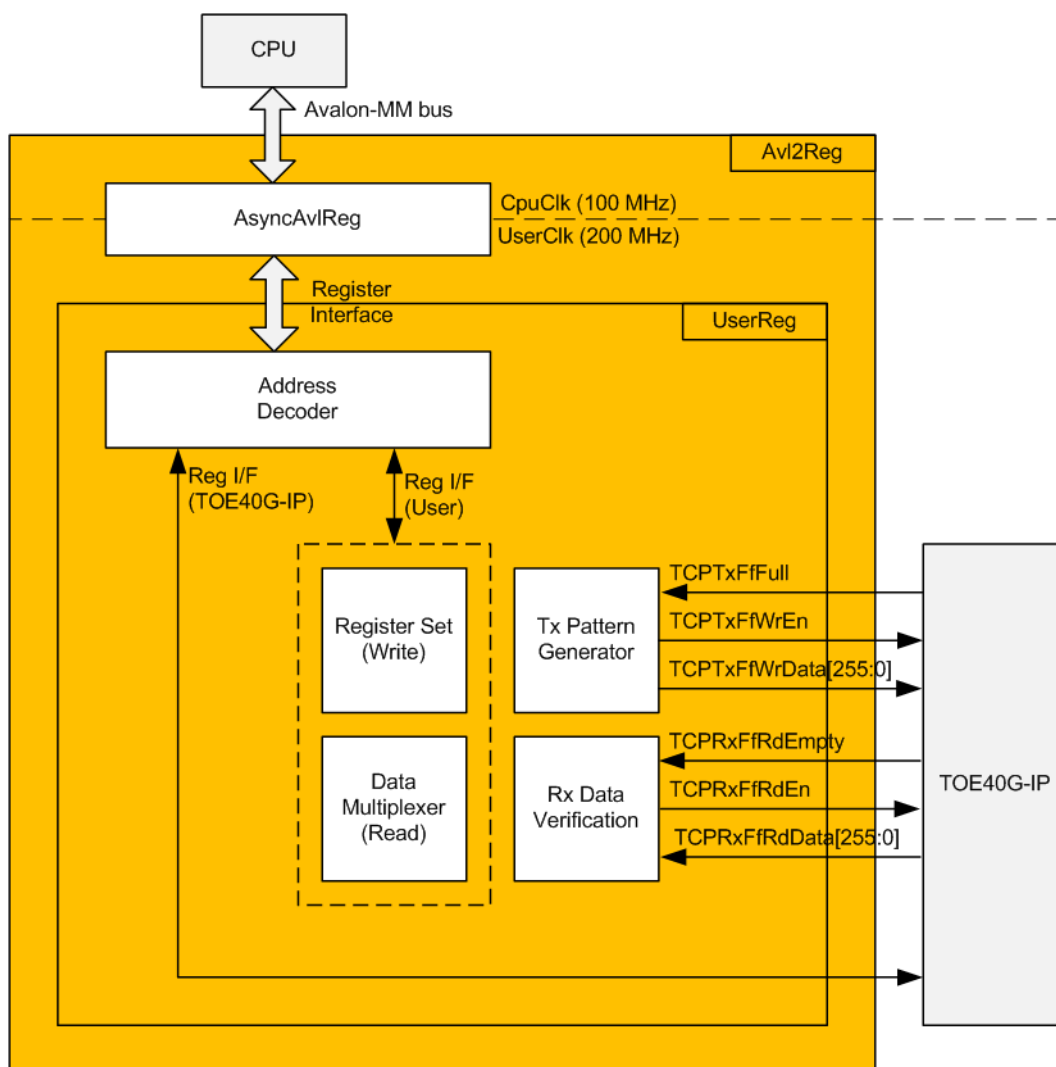 CPU
Avalon-MM bus
Avl2Reg
AsyncAvlReg
CpuClk (100 MHz)
UserClk (200 MHz)
Register
Interface
UserReg
Address
Decoder
Reg I/F
(TOE40G-IP)
Reg I/F
(User)
Register Set
(Write)
Tx Pattern
Generator
TCPTxFfFull
TCPTxFfWrEn
TCPTxFfWrData[255:0]
Data
Multiplexer
(Read)
Rx Data
Verification
TCPRxFfRdEmpty
TCPRxFfRdEn
TCPRxFfRdData[255:0]
TOE40G-IP